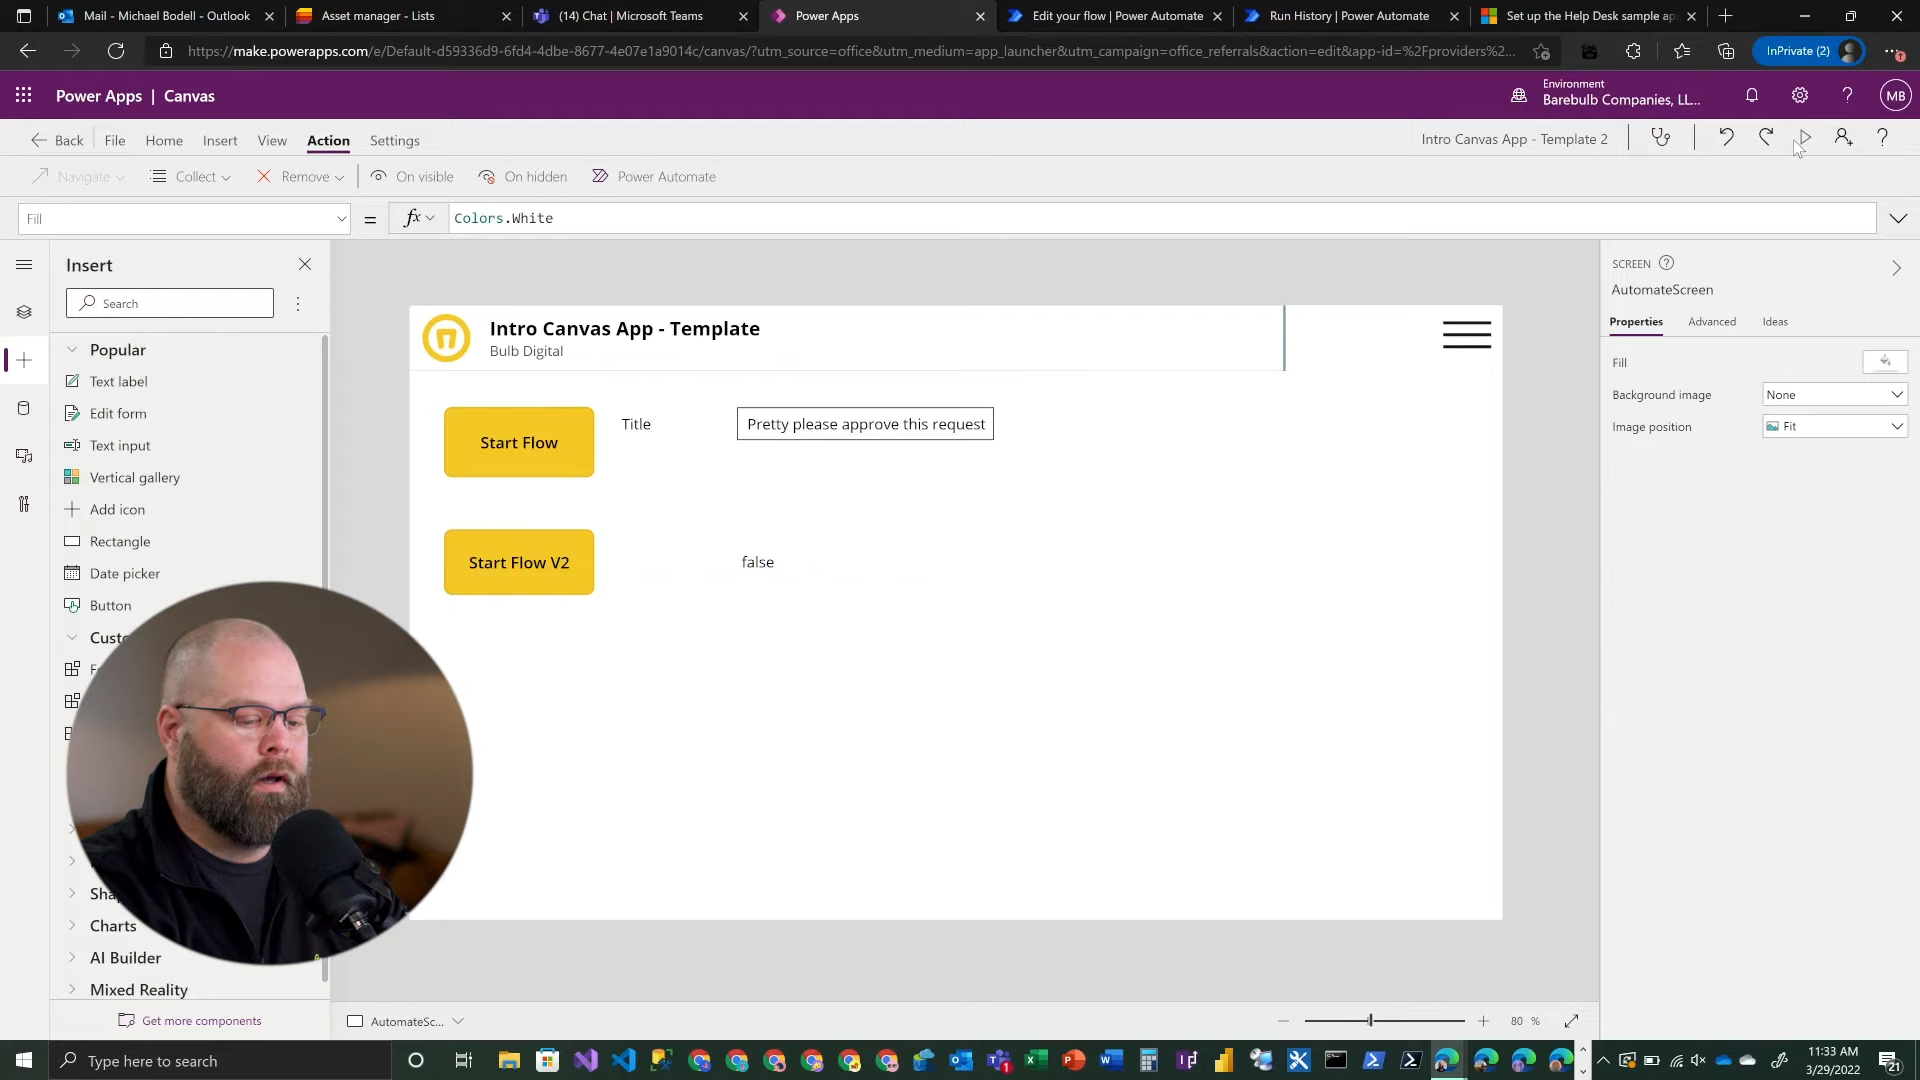 Mail - Michael Bodell - Outlook
Asset manager - Lists
(14) Chat | Microsoft Teams
Power Apps
Edit your flow | Power Automate
Run History | Power Automate
Set up the Help Desk sample ap
https://make.powerapps.com/e/Default-d59336d9-6fd4-4dbe-8677-4e07e1a9014c/canvas/?utm_source=office&utm_medium=app_launcher&utm_campaign=office_referrals&action=edit&app-id=%2Fproviders%2...
InPrivate (2)
Power Apps | Canvas
Environment
Barebulb Companies, LL...
MB
Back
File
Home
Insert
View
Action
Settings
Intro Canvas App - Template 2
Navigate
Collect
Remove
On visible
On hidden
Power Automate
Fill
=
fx
Colors.White
Insert
Search
Popular
Text label
Edit form
Text input
Vertical gallery
Add icon
Rectangle
Date picker
Button
Charts
AI Builder
Mixed Reality
Get more components
Intro Canvas App - Template
Bulb Digital
Start Flow
Title
Pretty please approve this request
Start Flow V2
false
SCREEN
AutomateScreen
Properties
Advanced
Ideas
Fill
Background image
None
Image position
Fit
AutomateSc...
80 %
Type here to search
11:33 AM
3/29/2022
21